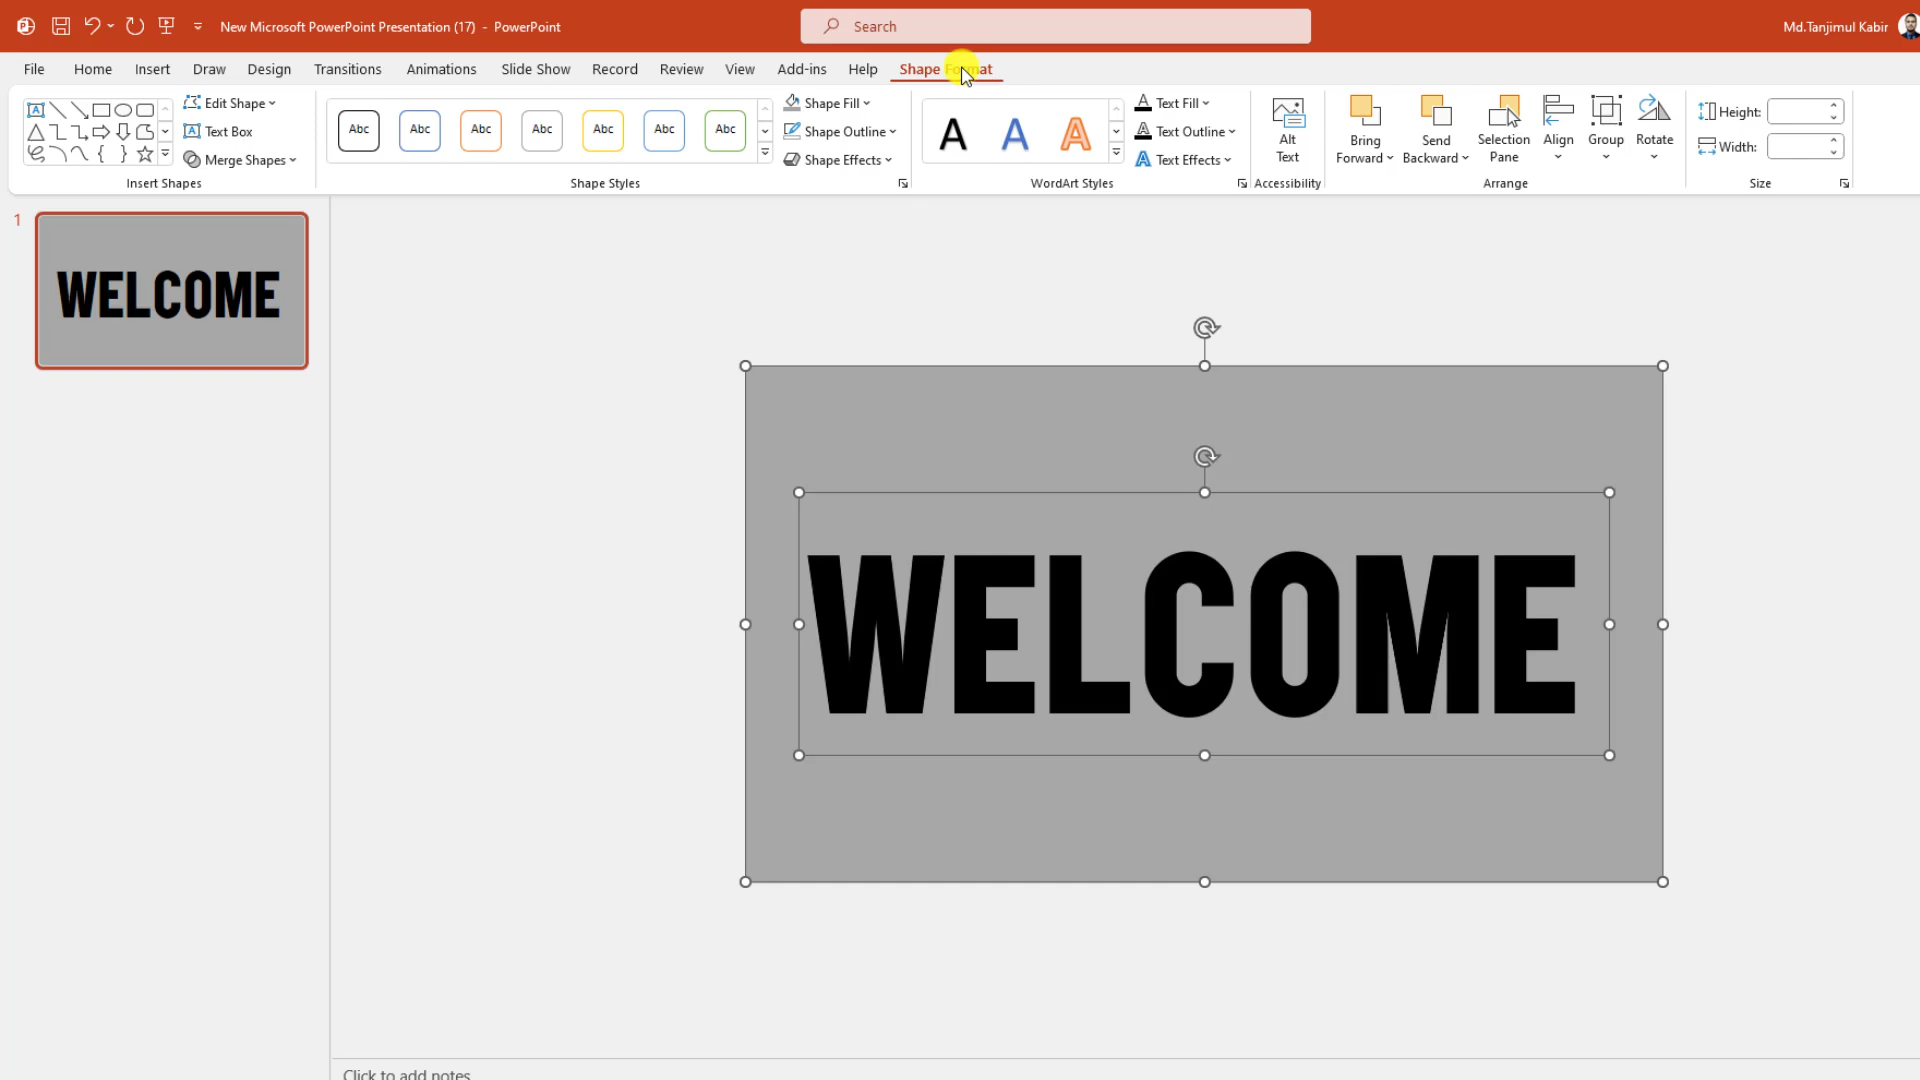 New Microsoft PowerPoint Presentation (17) - PowerPoint
Search
Md.Tanjimul Kabir
File Home Insert Draw Design Transitions Animations Slide Show Record Review View Add-ins Help Shape Format
Edit Shape
Text Box
Merge Shapes
Insert Shapes
Abc Abc Abc Abc Abc Abc Abc
Shape Fill
Shape Outline
Shape Effects
Shape Styles
A A A
Text Fill
Text Outline
Text Effects
WordArt Styles
Alt
Text
Accessibility
Bring
Forward
Send
Backward
Selection
Pane
Align
Group
Rotate
Arrange
Height:
Width:
Size
1
WELCOME
WELCOME
Click to add notes